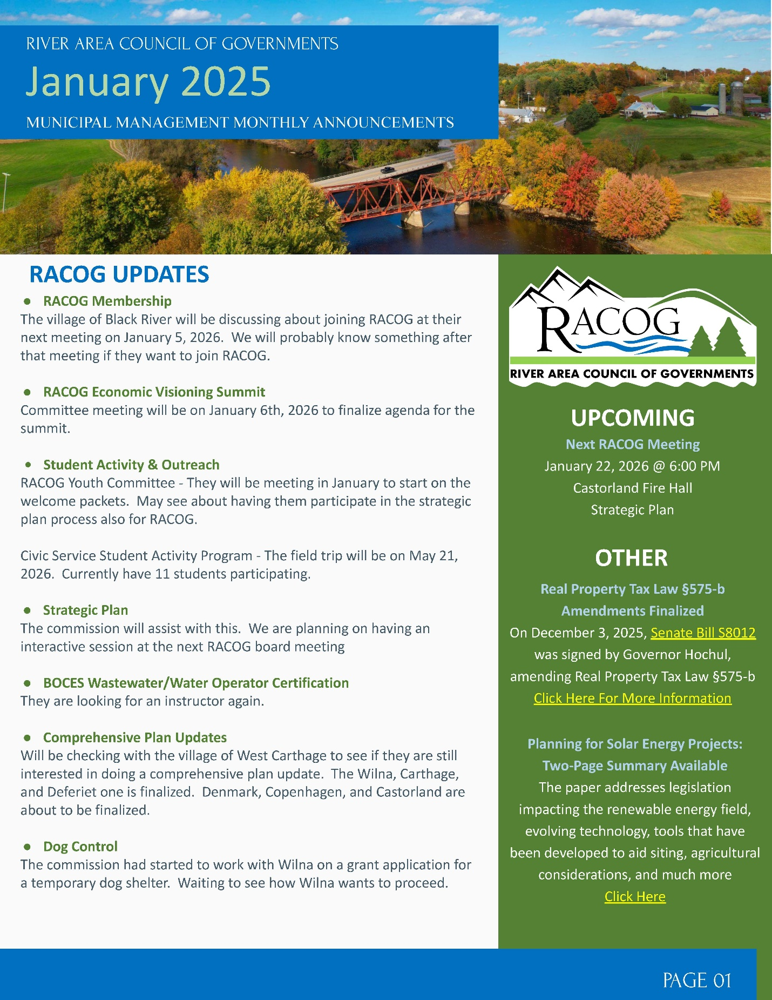 RIVER AREA COUNCIL OF GOVERNMENTS
January 2025
MUNICIPAL MANAGEMENT MONTHLY ANNOUNCEMENTS
RACOG UPDATES
● RACOG Membership
The village of Black River will be discussing about joining RACOG at their
next meeting on January 5, 2026.  We will probably know something after
that meeting if they want to join RACOG.
● RACOG Economic Visioning Summit
Committee meeting will be on January 6th, 2026 to finalize agenda for the
summit.
● Student Activity & Outreach
RACOG Youth Committee - They will be meeting in January to start on the
welcome packets.  May see about having them participate in the strategic
plan process also for RACOG.
Civic Service Student Activity Program - The field trip will be on May 21,
2026.  Currently have 11 students participating.
● Strategic Plan
The commission will assist with this.  We are planning on having an
interactive session at the next RACOG board meeting
● BOCES Wastewater/Water Operator Certification
They are looking for an instructor again.
● Comprehensive Plan Updates
Will be checking with the village of West Carthage to see if they are still
interested in doing a comprehensive plan update.  The Wilna, Carthage,
and Deferiet one is finalized.  Denmark, Copenhagen, and Castorland are
about to be finalized.
● Dog Control
The commission had started to work with Wilna on a grant application for
a temporary dog shelter.  Waiting to see how Wilna wants to proceed.
RACOG
RIVER AREA COUNCIL OF GOVERNMENTS
UPCOMING
Next RACOG Meeting
January 22, 2026 @ 6:00 PM
Castorland Fire Hall
Strategic Plan
OTHER
Real Property Tax Law §575-b
Amendments Finalized
On December 3, 2025, Senate Bill S8012
was signed by Governor Hochul,
amending Real Property Tax Law §575-b
Click Here For More Information
Planning for Solar Energy Projects:
Two-Page Summary Available
The paper addresses legislation
impacting the renewable energy field,
evolving technology, tools that have
been developed to aid siting, agricultural
considerations, and much more
Click Here
PAGE 01